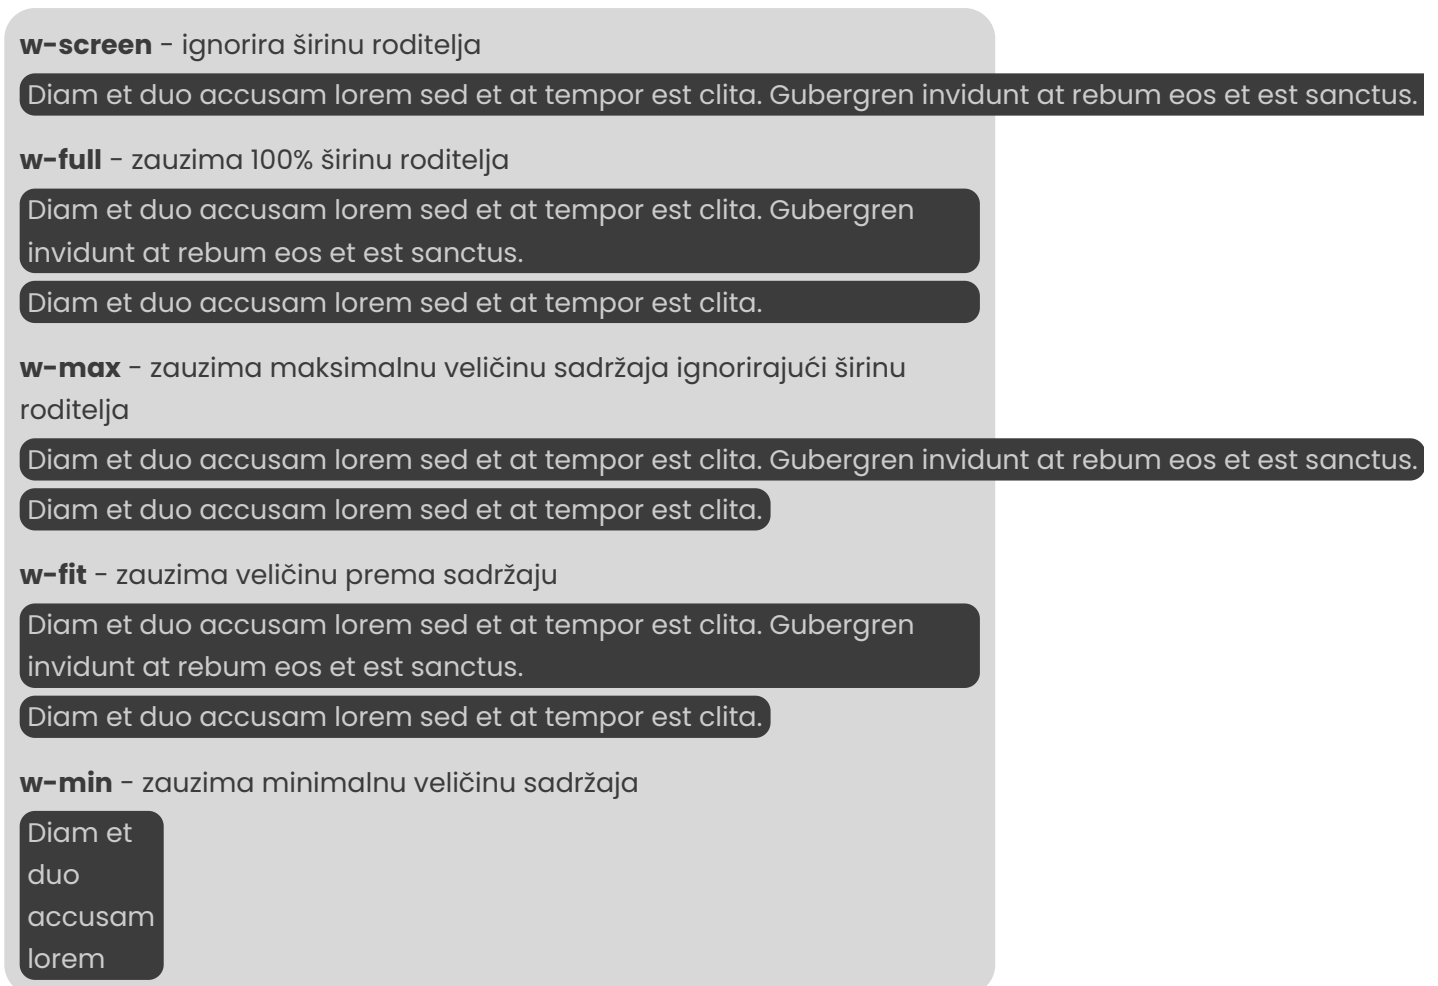 w-screen - ignorira širinu roditelja
Diam et duo accusam lorem sed et at tempor est clita. Gubergren invidunt at rebum eos et est sanctus.
w-full - zauzima 100% širinu roditelja
Diam et duo accusam lorem sed et at tempor est clita. Gubergren
invidunt at rebum eos et est sanctus.
Diam et duo accusam lorem sed et at tempor est clita.
w-max - zauzima maksimalnu veličinu sadržaja ignorirajući širinu
roditelja
Diam et duo accusam lorem sed et at tempor est clita. Gubergren invidunt at rebum eos et est sanctus.
Diam et duo accusam lorem sed et at tempor est clita.
w-fit - zauzima veličinu prema sadržaju
Diam et duo accusam lorem sed et at tempor est clita. Gubergren
invidunt at rebum eos et est sanctus.
Diam et duo accusam lorem sed et at tempor est clita.
w-min - zauzima minimalnu veličinu sadržaja
Diam et
duo
accusam
lorem